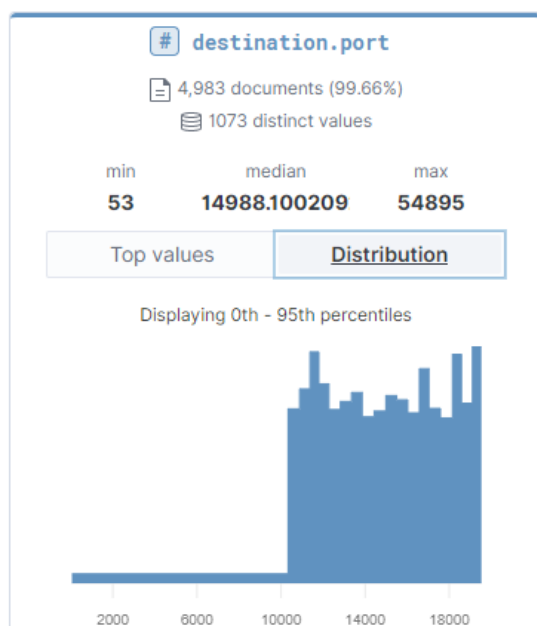 # destination.port
4,983 documents (99.66%)
1073 distinct values
min median max
53 14988.100209 54895
Top values Distribution
Displaying 0th - 95th percentiles
2000 6000 10000 14000 18000